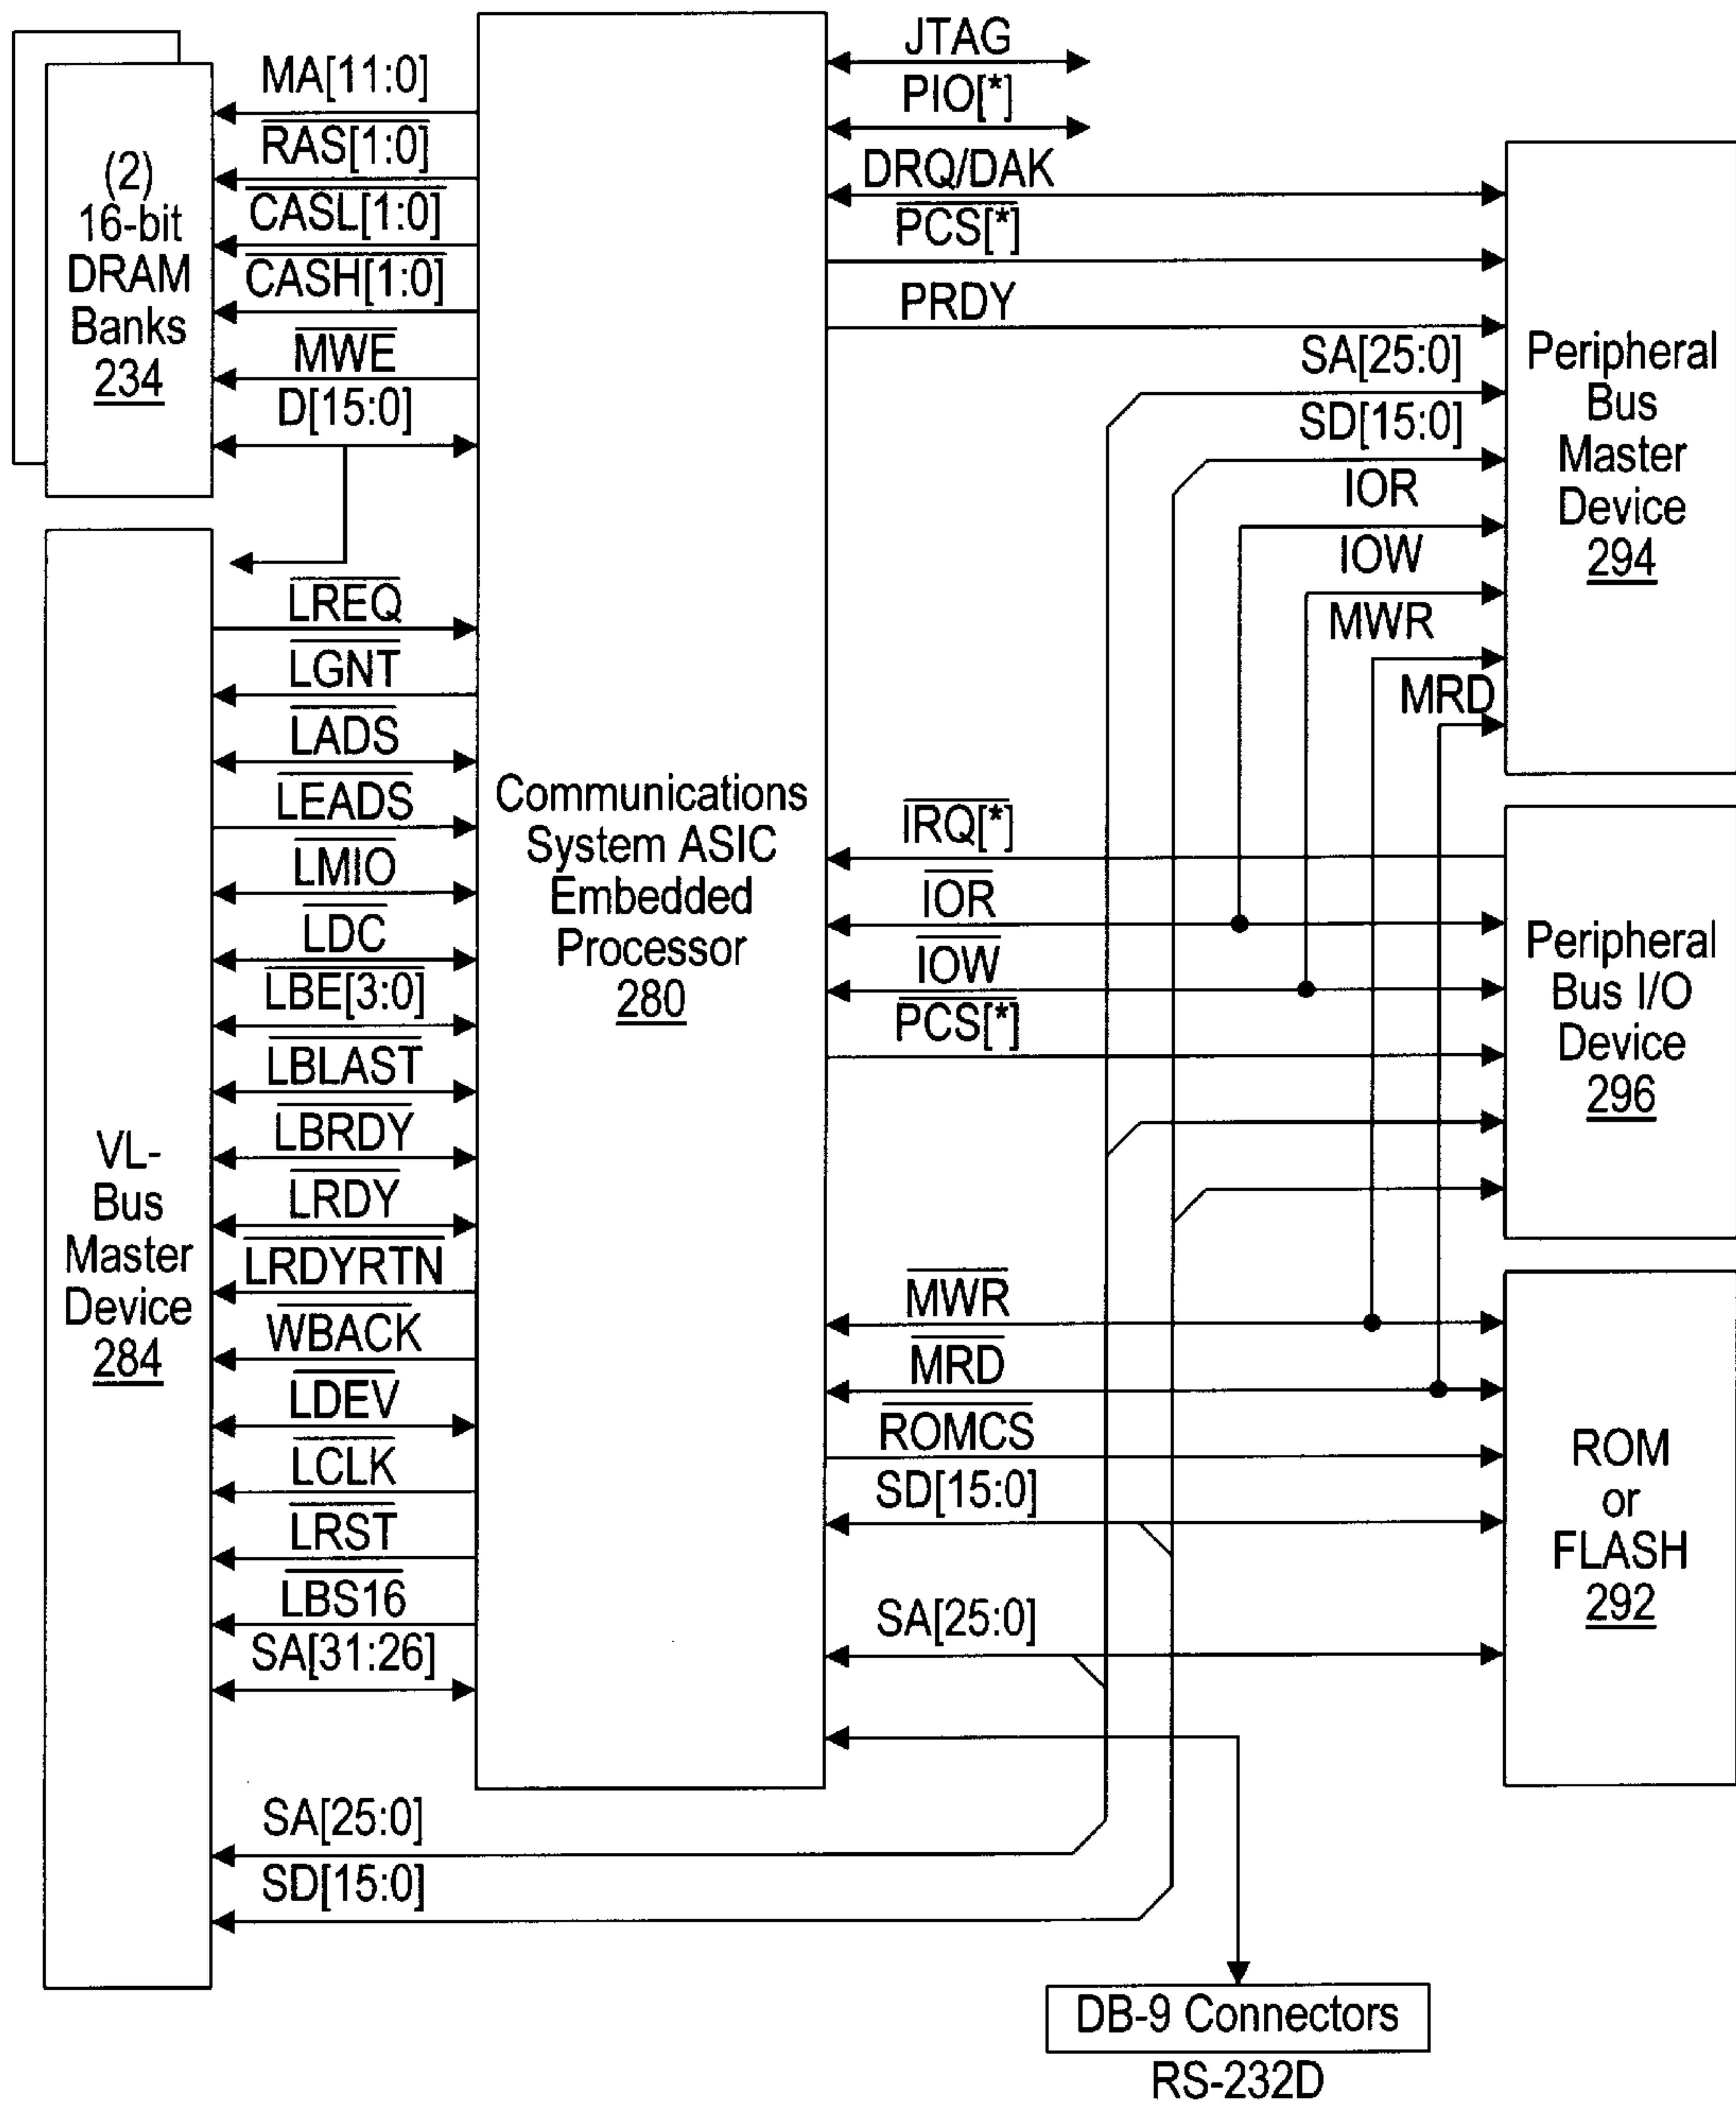 MA[11:0]
RAS[1:0]
CASL[1:0]
CASH[1:0]
MWE
D[15:0]
(2)
16-bit
DRAM
Banks
234
LREQ
LGNT
LADS
LEADS
LMIO
LDC
LBE[3:0]
LBLAST
LBRDY
LRDY
LRDYRTN
WBACK
LDEV
LCLK
LRST
LBS16
SA[31:26]
SA[25:0]
SD[15:0]
VL-
Bus
Master
Device
284
Communications
System ASIC
Embedded
Processor
280
JTAG
PIO[*]
DRQ/DAK
PCS[*]
PRDY
SA[25:0]
SD[15:0]
IOR
IOW
MWR
MRD
Peripheral
Bus
Master
Device
294
IRQ[*]
IOR
IOW
PCS[*]
Peripheral
Bus I/O
Device
296
MWR
MRD
ROMCS
SD[15:0]
SA[25:0]
ROM
or
FLASH
292
DB-9 Connectors
RS-232D